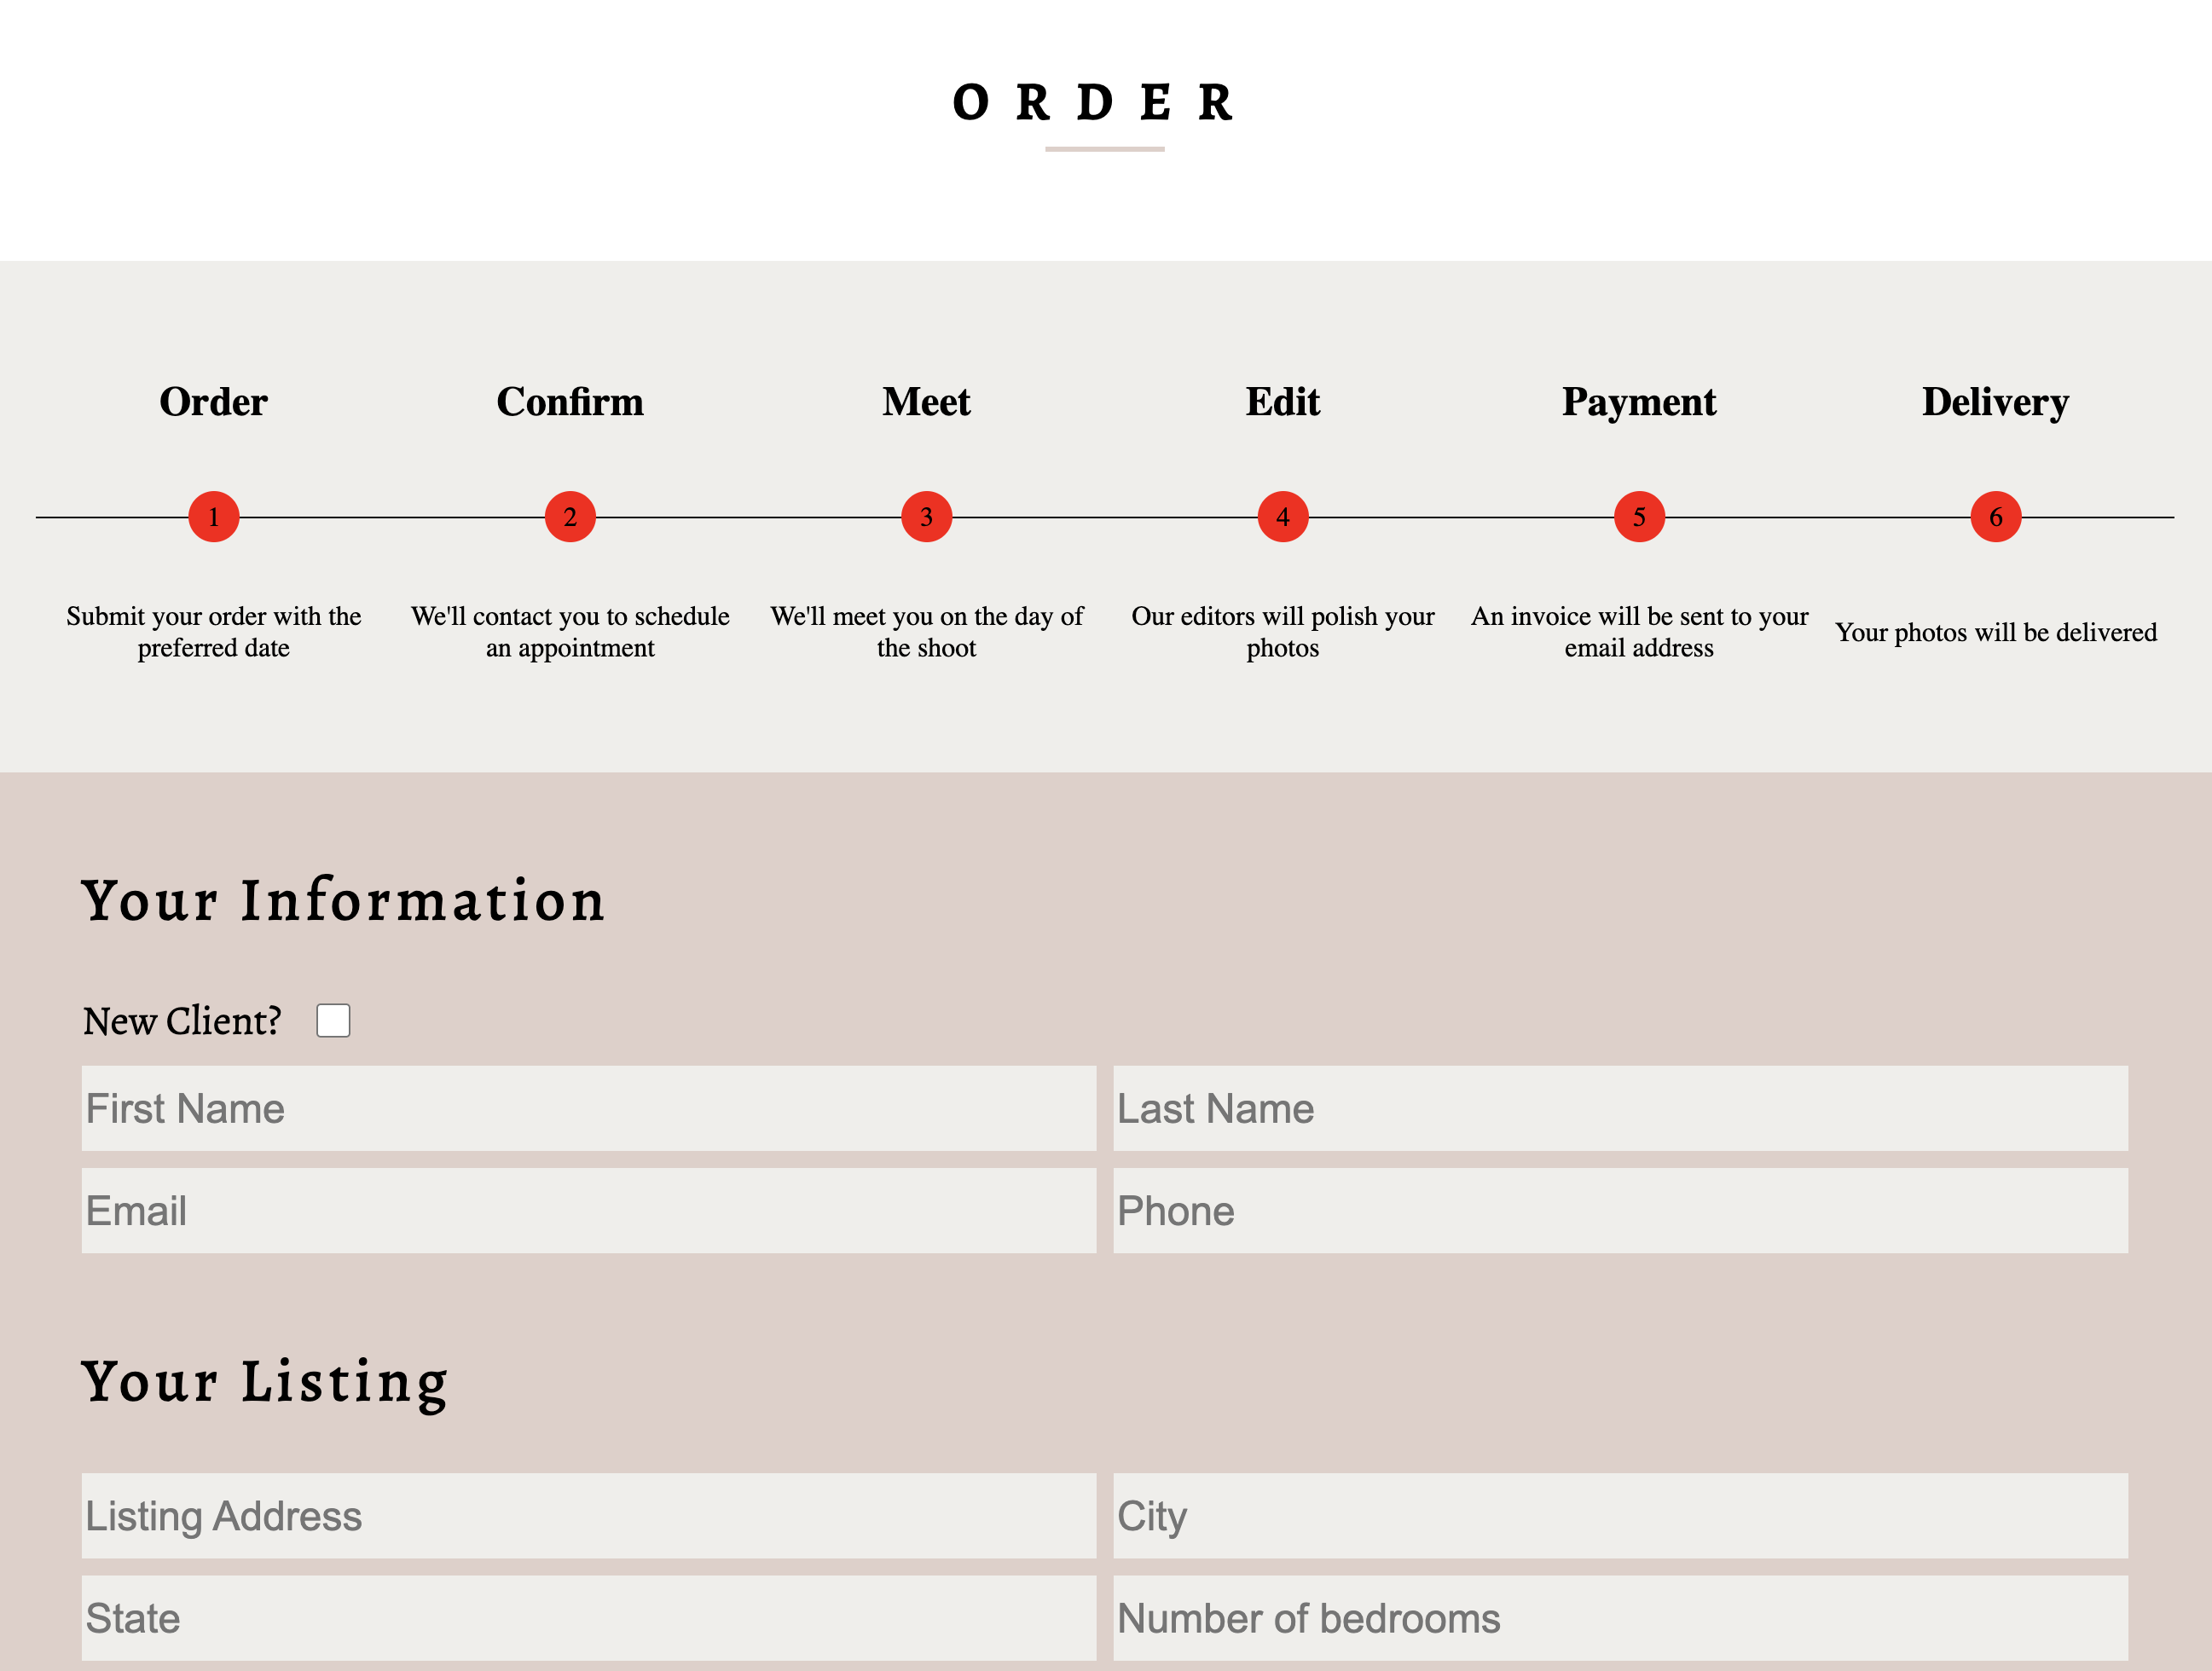 ORDER
Order
Confirm
Meet
Edit
Payment
Delivery
1
2
3
4
5
6
Submit your order with the
preferred date
We'll contact you to schedule
an appointment
We'll meet you on the day of
the shoot
Our editors will polish your
photos
An invoice will be sent to your
email address
Your photos will be delivered
Your Information
New Client?
First Name
Last Name
Email
Phone
Your Listing
Listing Address
City
State
Number of bedrooms